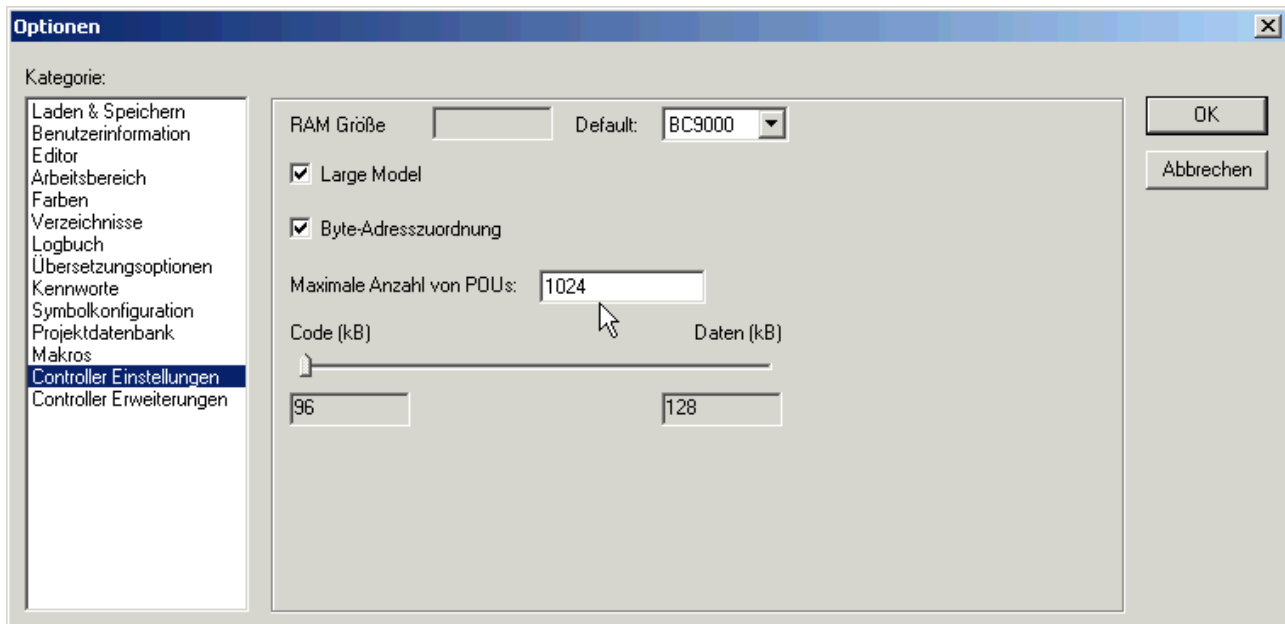 Optionen
Kategorie:
Laden & Speichern
Benutzerinformation
Editor
Arbeitsbereich
Farben
Verzeichnisse
Logbuch
Übersetzungsoptionen
Kennworte
Symbolkonfiguration
Projektdatenbank
Makros
Controller Einstellungen
Controller Erweiterungen
RAM Größe Default: BC9000
Large Model
Byte-Adresszuordnung
Maximale Anzahl von POUs: 1024
Code (kB) Daten (kB)
96 128
OK
Abbrechen